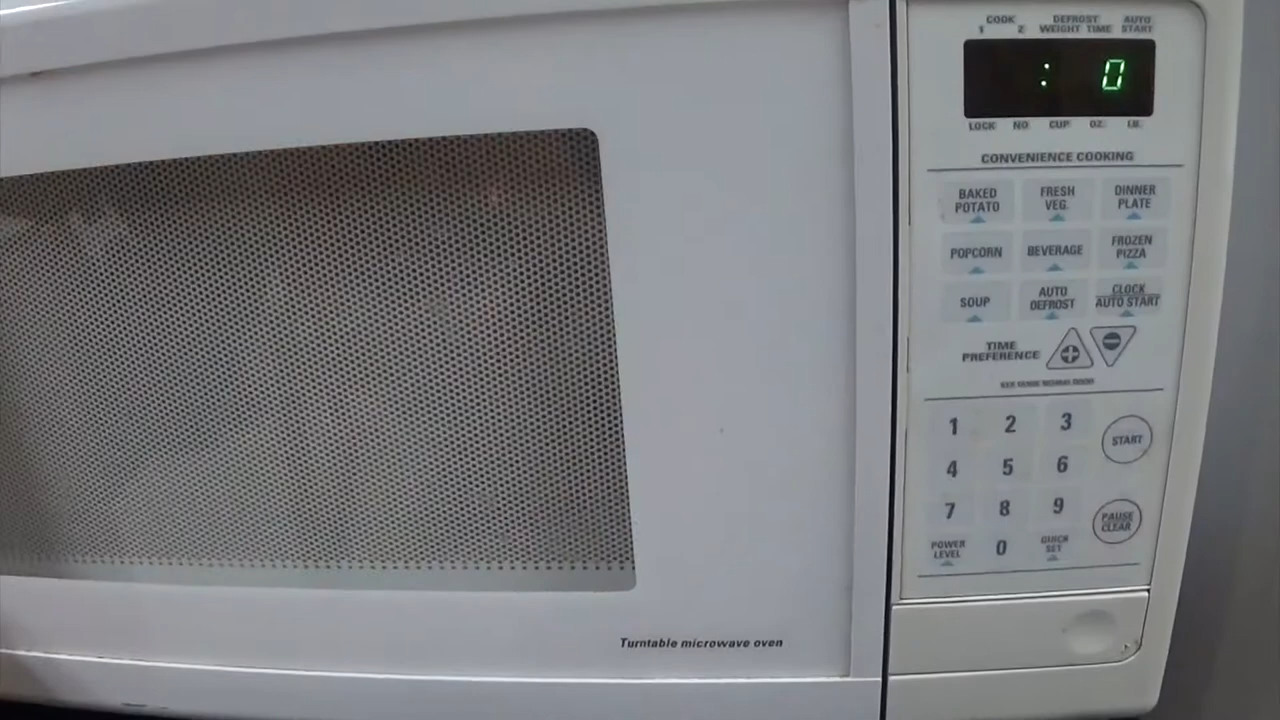 COOK DEFROST AUTO
1 2 WEIGHT TIME START
: 0
LOCK NO CUP OZ. LB.
CONVENIENCE COOKING
BAKED POTATO
FRESH VEG.
DINNER PLATE
POPCORN
BEVERAGE
FROZEN PIZZA
SOUP
AUTO DEFROST
CLOCK
AUTO START
TIME PREFERENCE
1 2 3
START
4 5 6
7 8 9
PAUSE
CLEAR
POWER LEVEL
0
QUICK SET
Turntable microwave oven